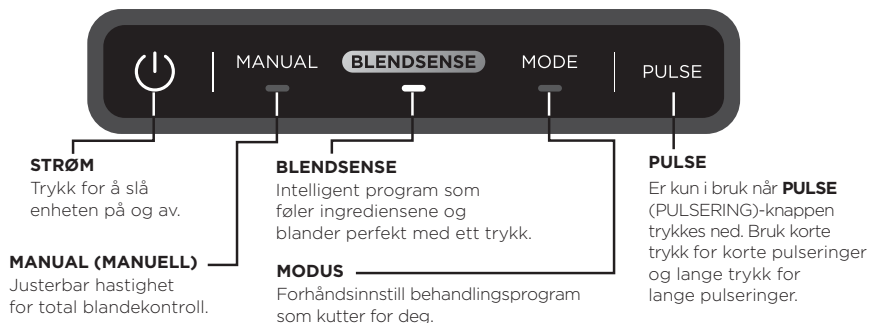 MANUAL BLENDSENSE MODE PULSE
STRØM
Trykk for å slå
enheten på og av.
MANUAL (MANUELL)
Justerbar hastighet
for total blandekontroll.
BLENDSENSE
Intelligent program som
føler ingrediensene og
blander perfekt med ett trykk.
MODUS
Forhåndsinnstill behandlingsprogram
som kutter for deg.
PULSE
Er kun i bruk når PULSE
(PULSERING)-knappen
trykkes ned. Bruk korte
trykk for korte pulseringer
og lange trykk for
lange pulseringer.